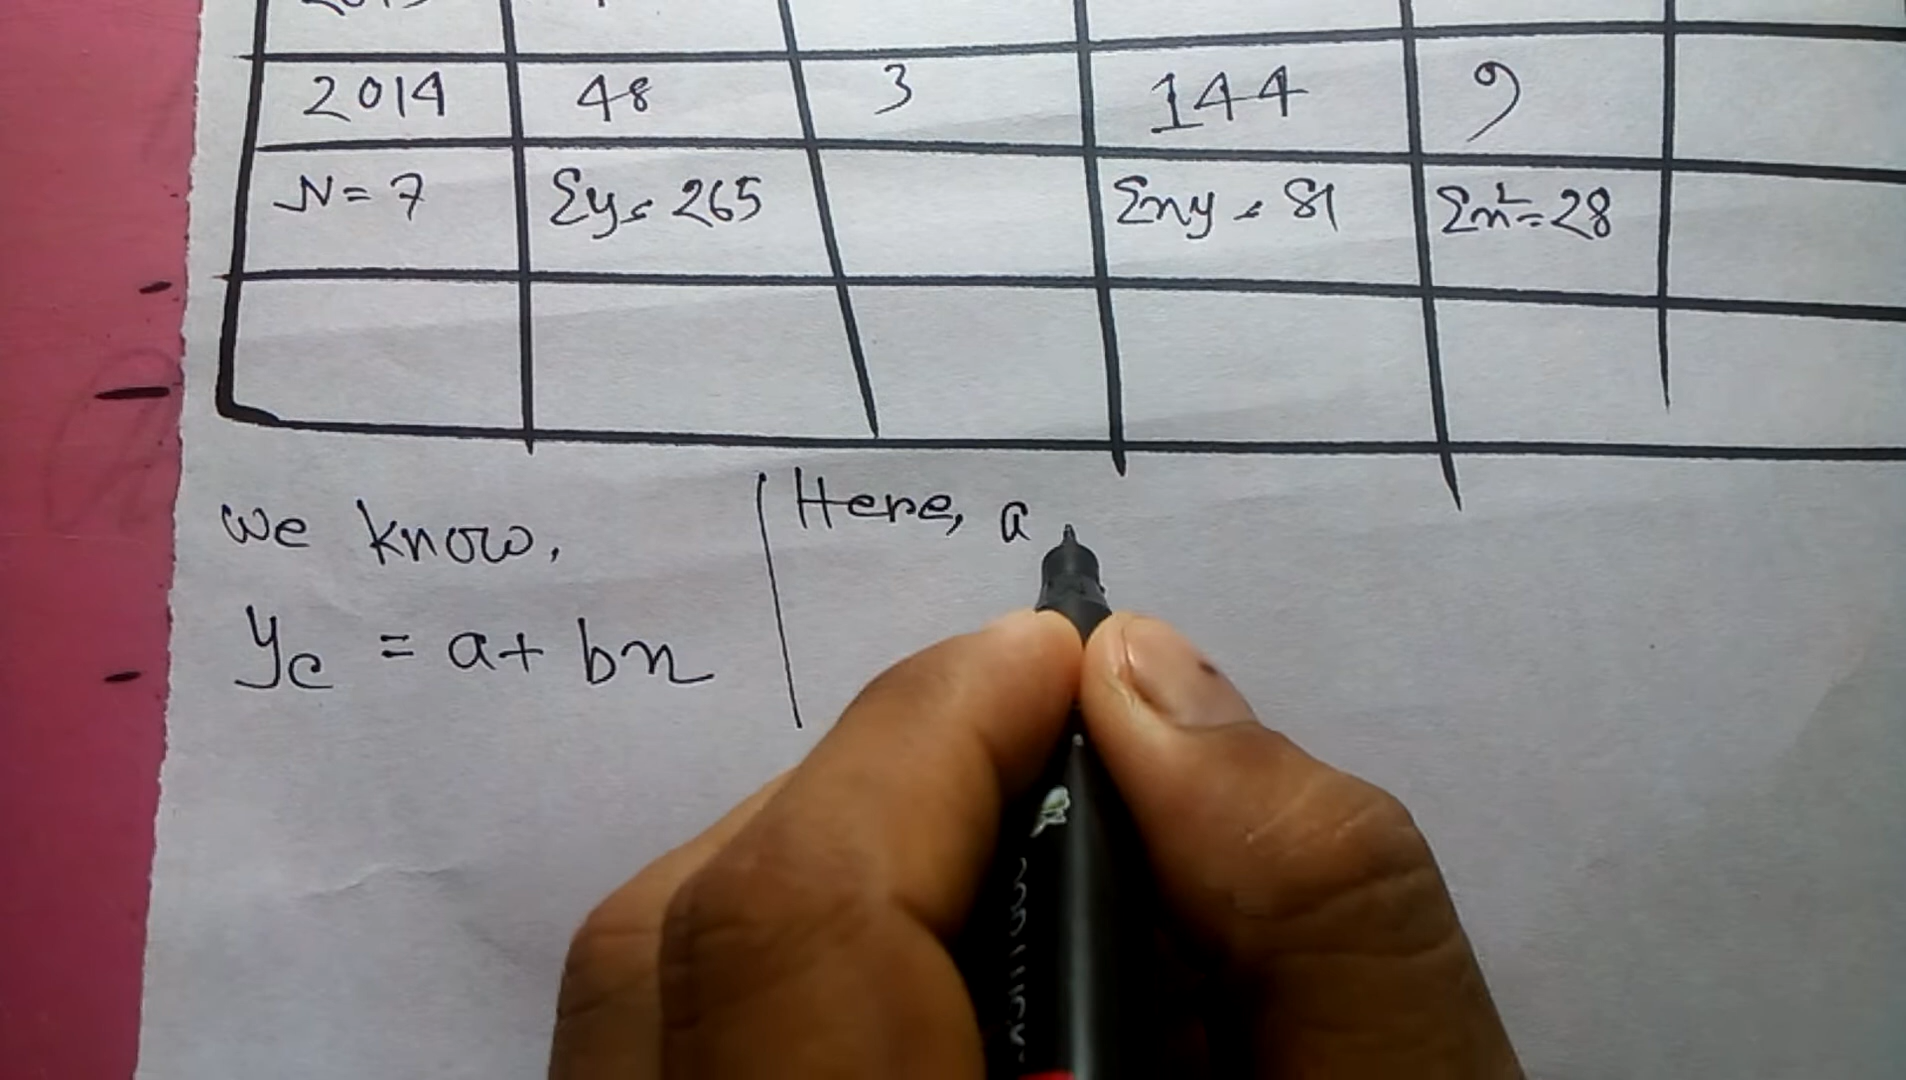 2014 48 3 144 9
N = 7 Σy = 265 Σxy = 81 Σx² = 28
We know, Here, a
yc = a + bx